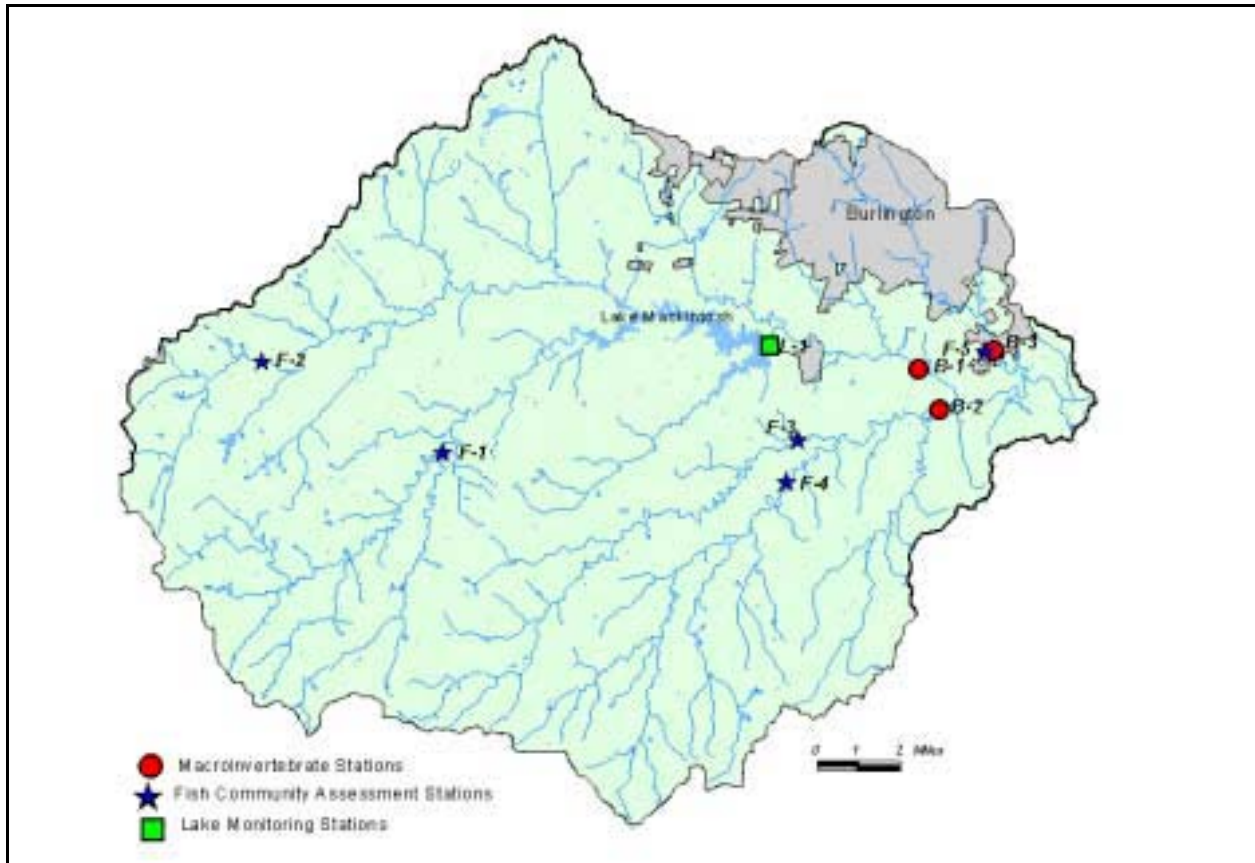 Burlington
Lake Mackintosh
L-1
F-5
B-3
B-1
F-2
B-2
F-3
F-1
F-4
0 1 2 Miles
Macroinvertebrate Stations
Fish Community Assessment Stations
Lake Monitoring Stations